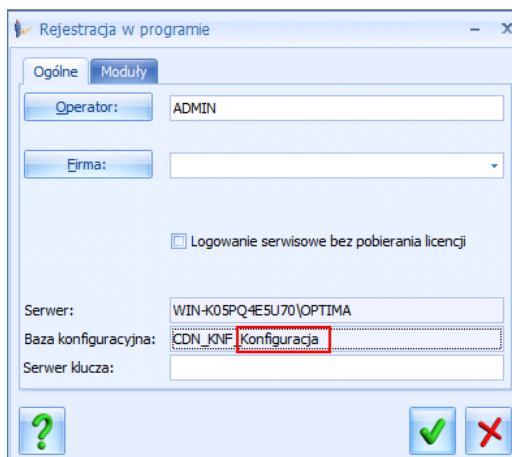 Rejestracja w programie
Ogólne Moduły
Operator: ADMIN
Firma:
Logowanie serwisowe bez pobierania licencji
Serwer: WIN-K05PQ4E5U70\OPTIMA
Baza konfiguracyjna: CDN_KNF_Konfiguracja
Serwer klucza: